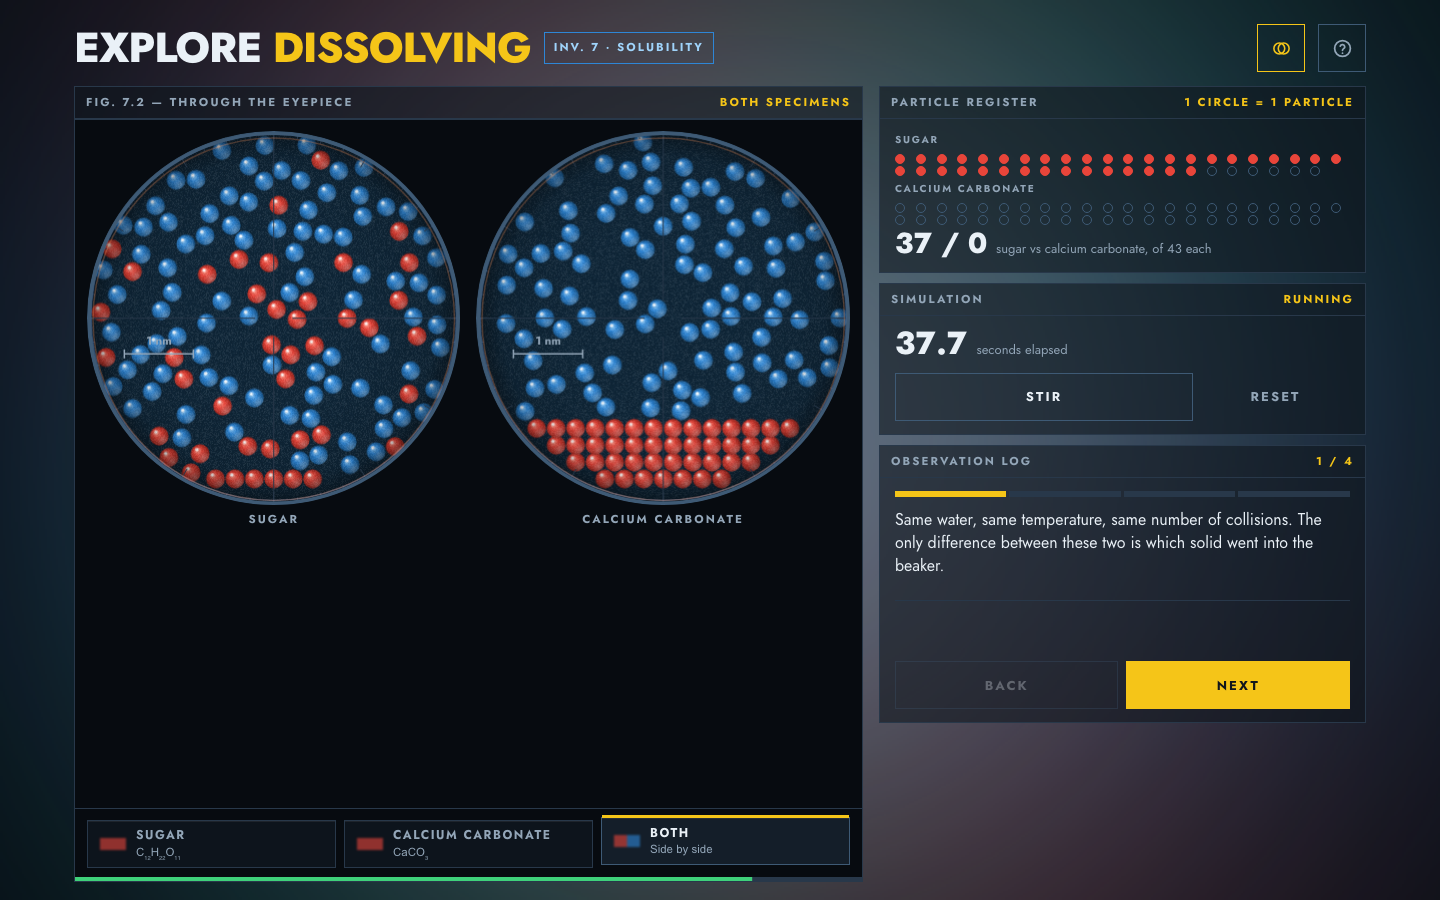 EXPLORE DISSOLVING
INV. 7 · SOLUBILITY
FIG. 7.2 — THROUGH THE EYEPIECE
BOTH SPECIMENS
1 nm
1 nm
SUGAR
CALCIUM CARBONATE
SUGAR
C₁₂H₂₂O₁₁
CALCIUM CARBONATE
CaCO₃
BOTH
Side by side
PARTICLE REGISTER
1 CIRCLE = 1 PARTICLE
SUGAR
CALCIUM CARBONATE
37 / 0 sugar vs calcium carbonate, of 43 each
SIMULATION
RUNNING
37.7 seconds elapsed
STIR
RESET
OBSERVATION LOG
1 / 4
Same water, same temperature, same number of collisions. The
only difference between these two is which solid went into the
beaker.
BACK
NEXT